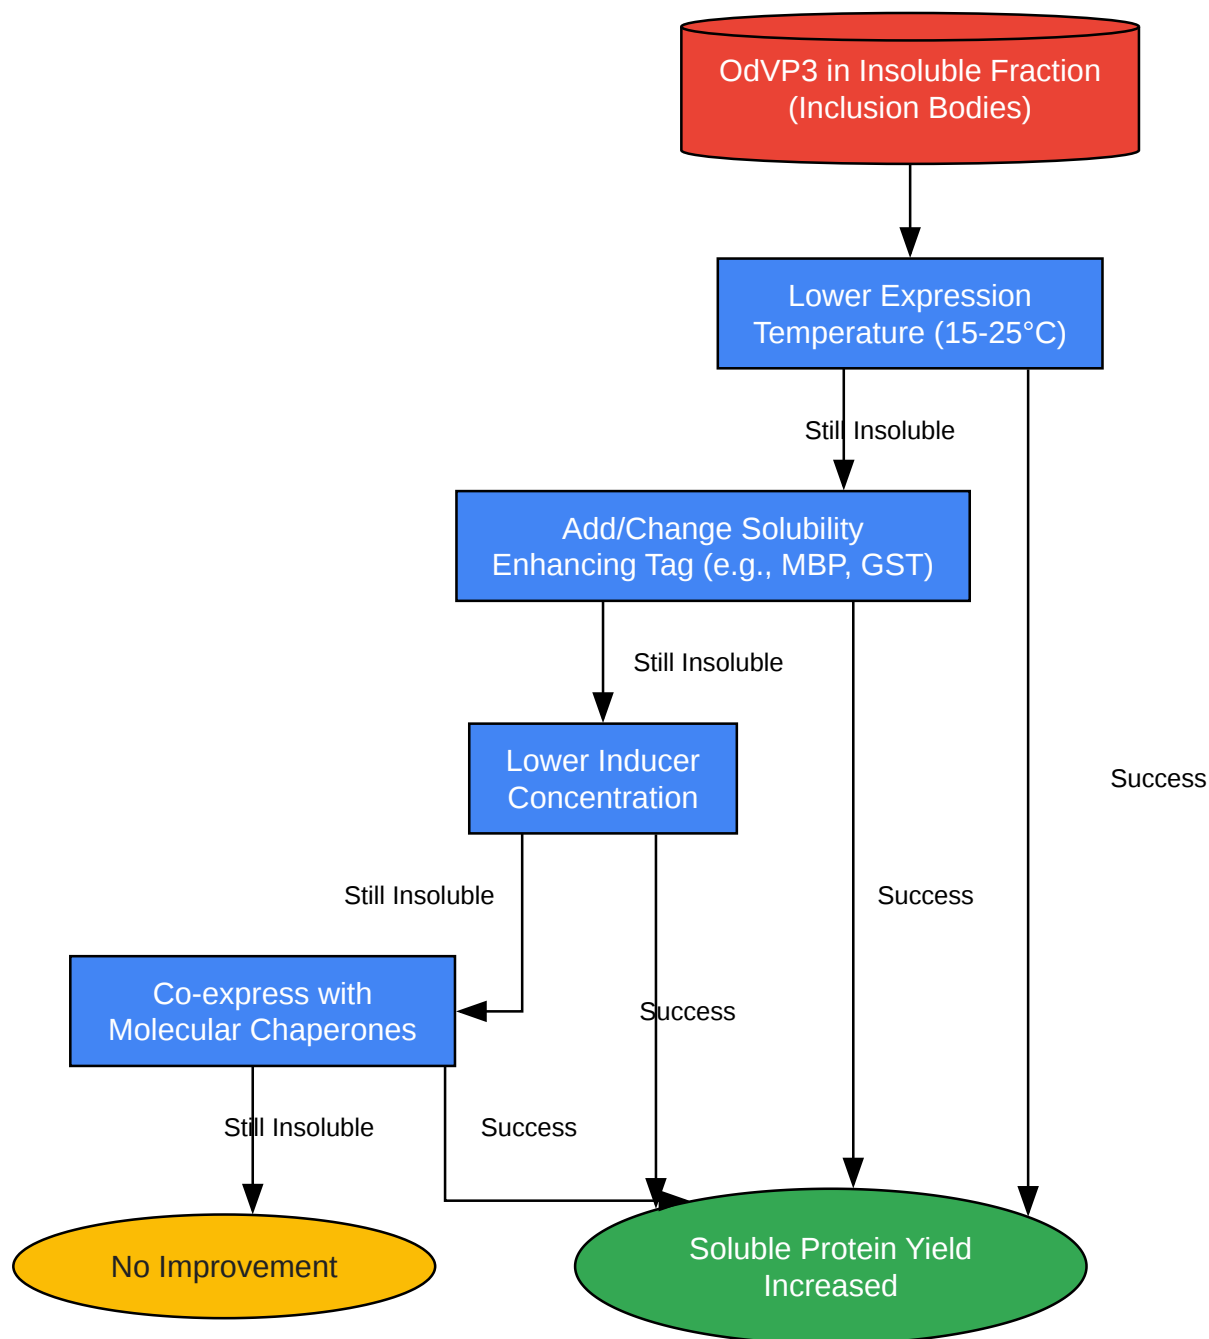 OdVP3 in Insoluble Fraction
(Inclusion Bodies)
Lower Expression
Temperature (15-25°C)
Still Insoluble
Add/Change Solubility
Enhancing Tag (e.g., MBP, GST)
Still Insoluble
Lower Inducer
Concentration
Success
Still Insoluble
Success
Co-express with
Molecular Chaperones
Success
Still Insoluble
Success
No Improvement
Soluble Protein Yield
Increased